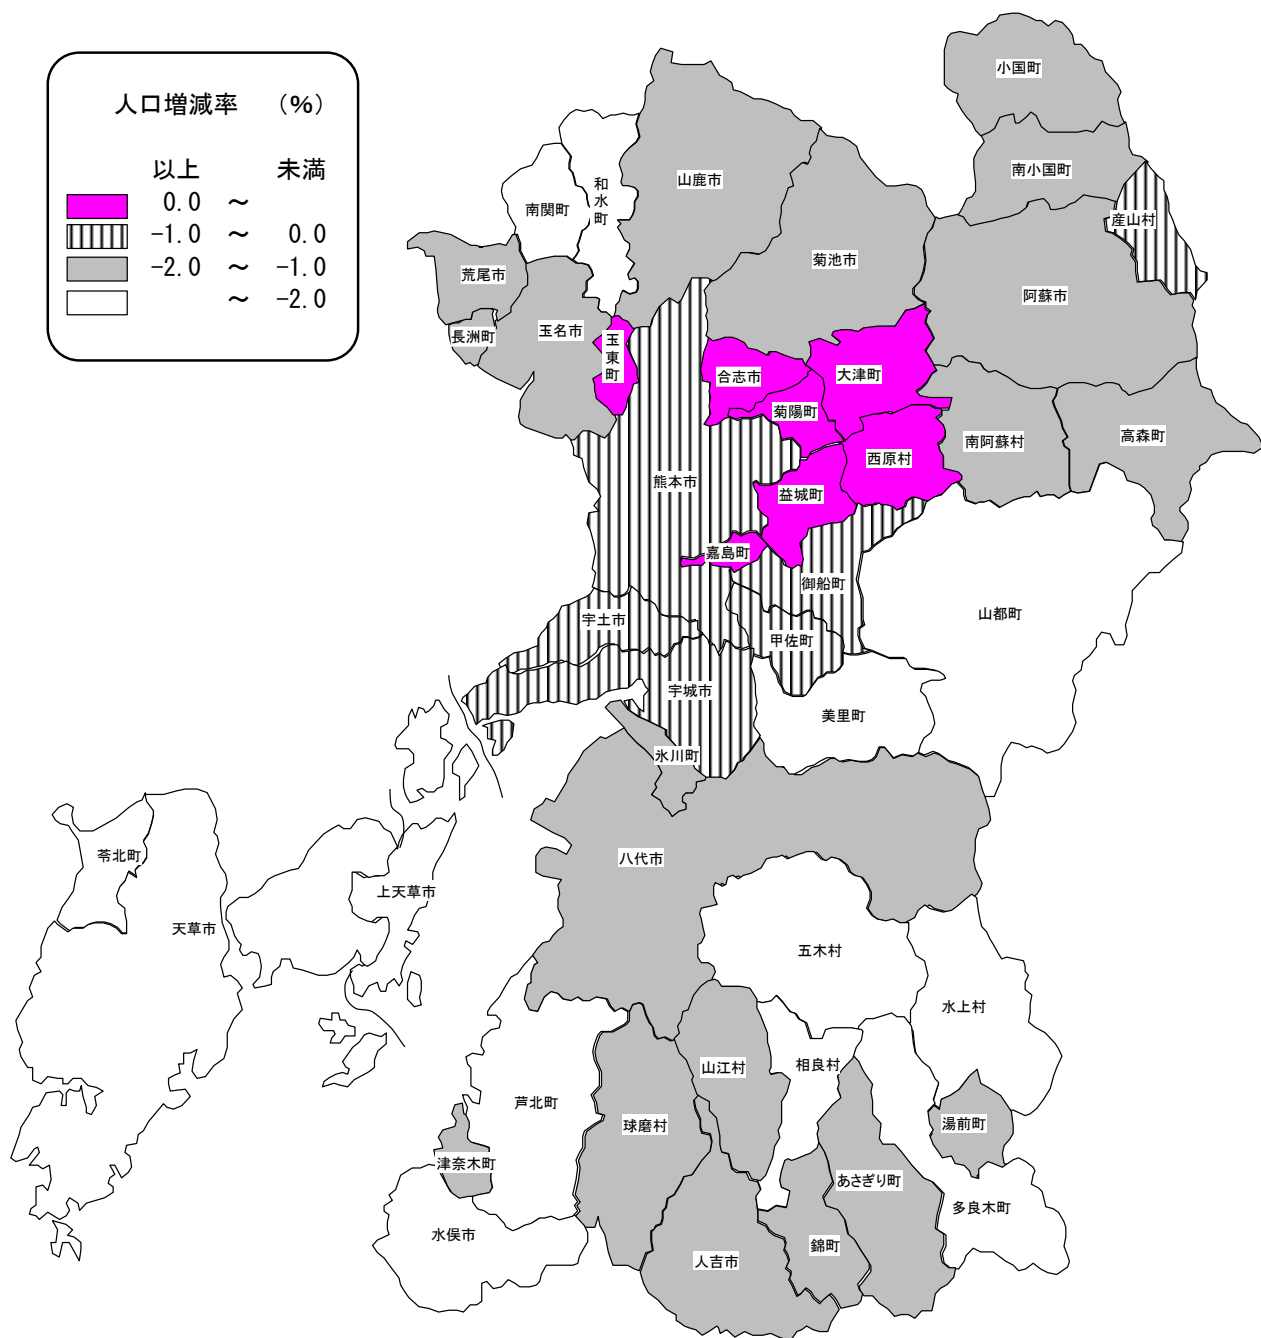 人口増減率 (%)
以上 未満
0.0 ～
-1.0 ～ 0.0
-2.0 ～ -1.0
～ -2.0
小国町
南小国町
産山村
山鹿市
和水町
南関町
菊池市
荒尾市
阿蘇市
長洲町
玉名市
玉東町
合志市
大津町
菊陽町
高森町
南阿蘇村
西原村
熊本市
益城町
嘉島町
御船町
山都町
宇土市
甲佐町
宇城市
美里町
氷川町
八代市
苓北町
上天草市
天草市
五木村
水上村
山江村
相良村
芦北町
球磨村
湯前町
津奈木町
あさぎり町
多良木町
水俣市
錦町
人吉市